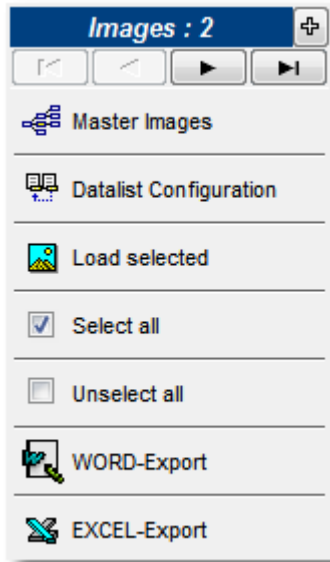 Images : 2
Master Images
Datalist Configuration
Load selected
Select all
Unselect all
WORD-Export
EXCEL-Export